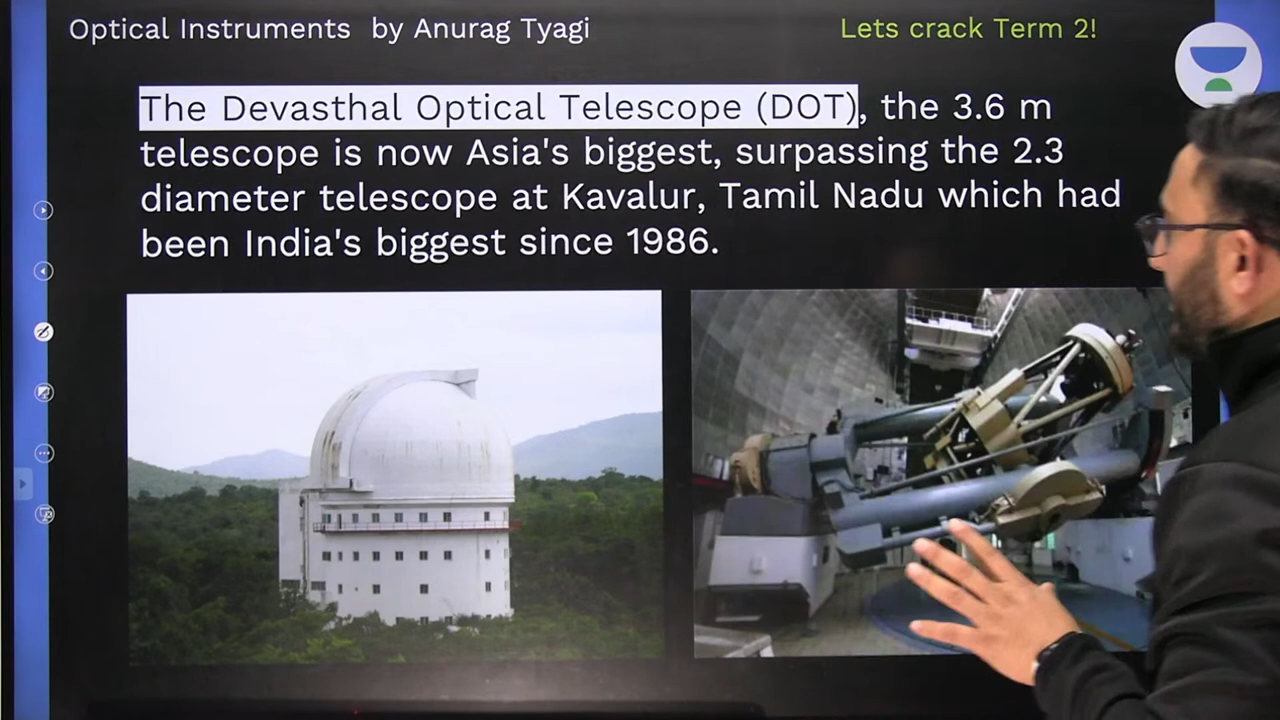 Optical Instruments by Anurag Tyagi
Lets crack Term 2!
The Devasthal Optical Telescope (DOT), the 3.6 m
telescope is now Asia's biggest, surpassing the 2.3
diameter telescope at Kavalur, Tamil Nadu which had
been India's biggest since 1986.